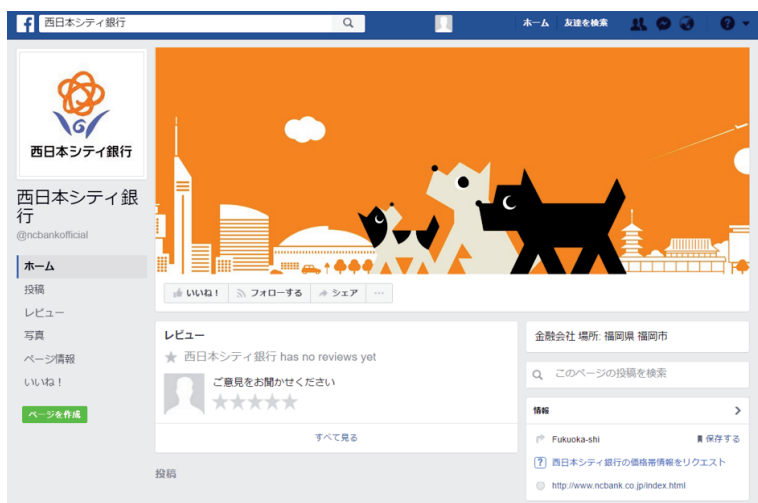 西日本シティ銀行
ホーム 友達を検索
西日本シティ銀行
西日本シティ銀
行
@ncbankofficial
ホーム
投稿
レビュー
写真
ページ情報
いいね！
ページを作成
いいね！ フォローする シェア ...
レビュー
西日本シティ銀行 has no reviews yet
ご意見をお聞かせください
すべて見る
投稿
金融会社 場所: 福岡県 福岡市
このページの投稿を検索
情報
Fukuoka-shi 保存する
西日本シティ銀行の価格帯情報をリクエスト
http://www.ncbank.co.jp/index.html